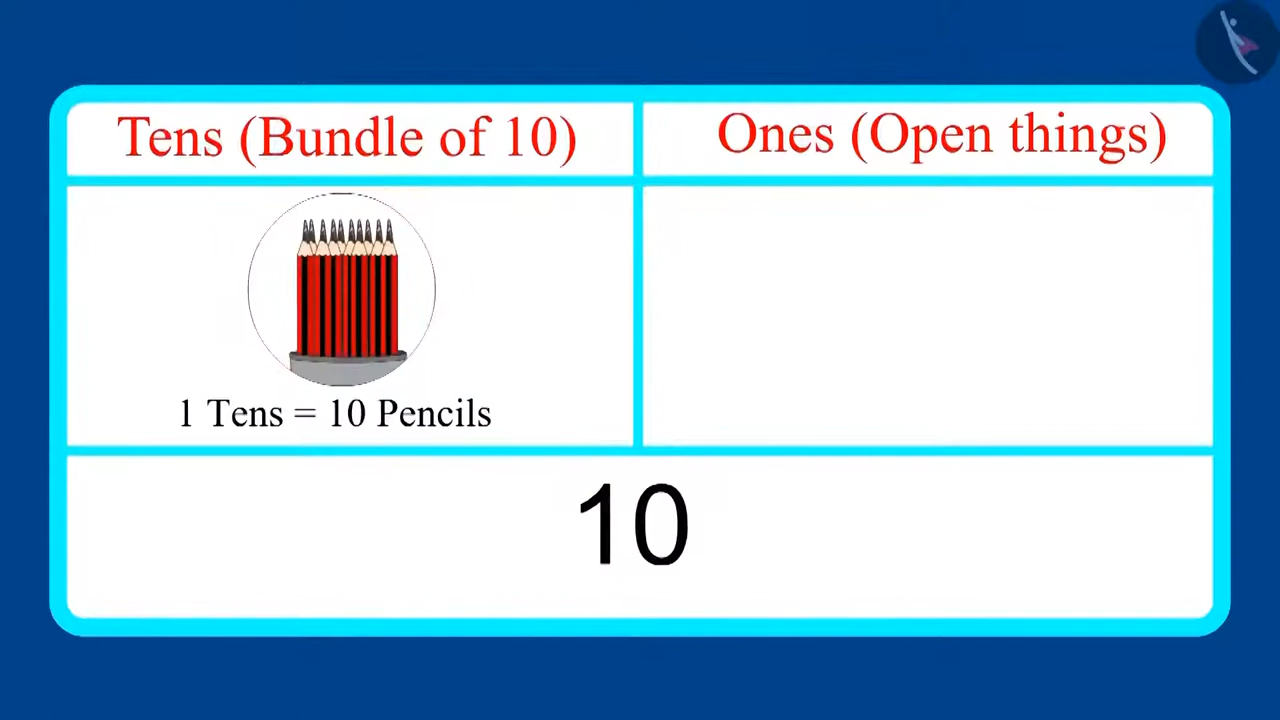 Tens (Bundle of 10)
Ones (Open things)
1 Tens = 10 Pencils
10